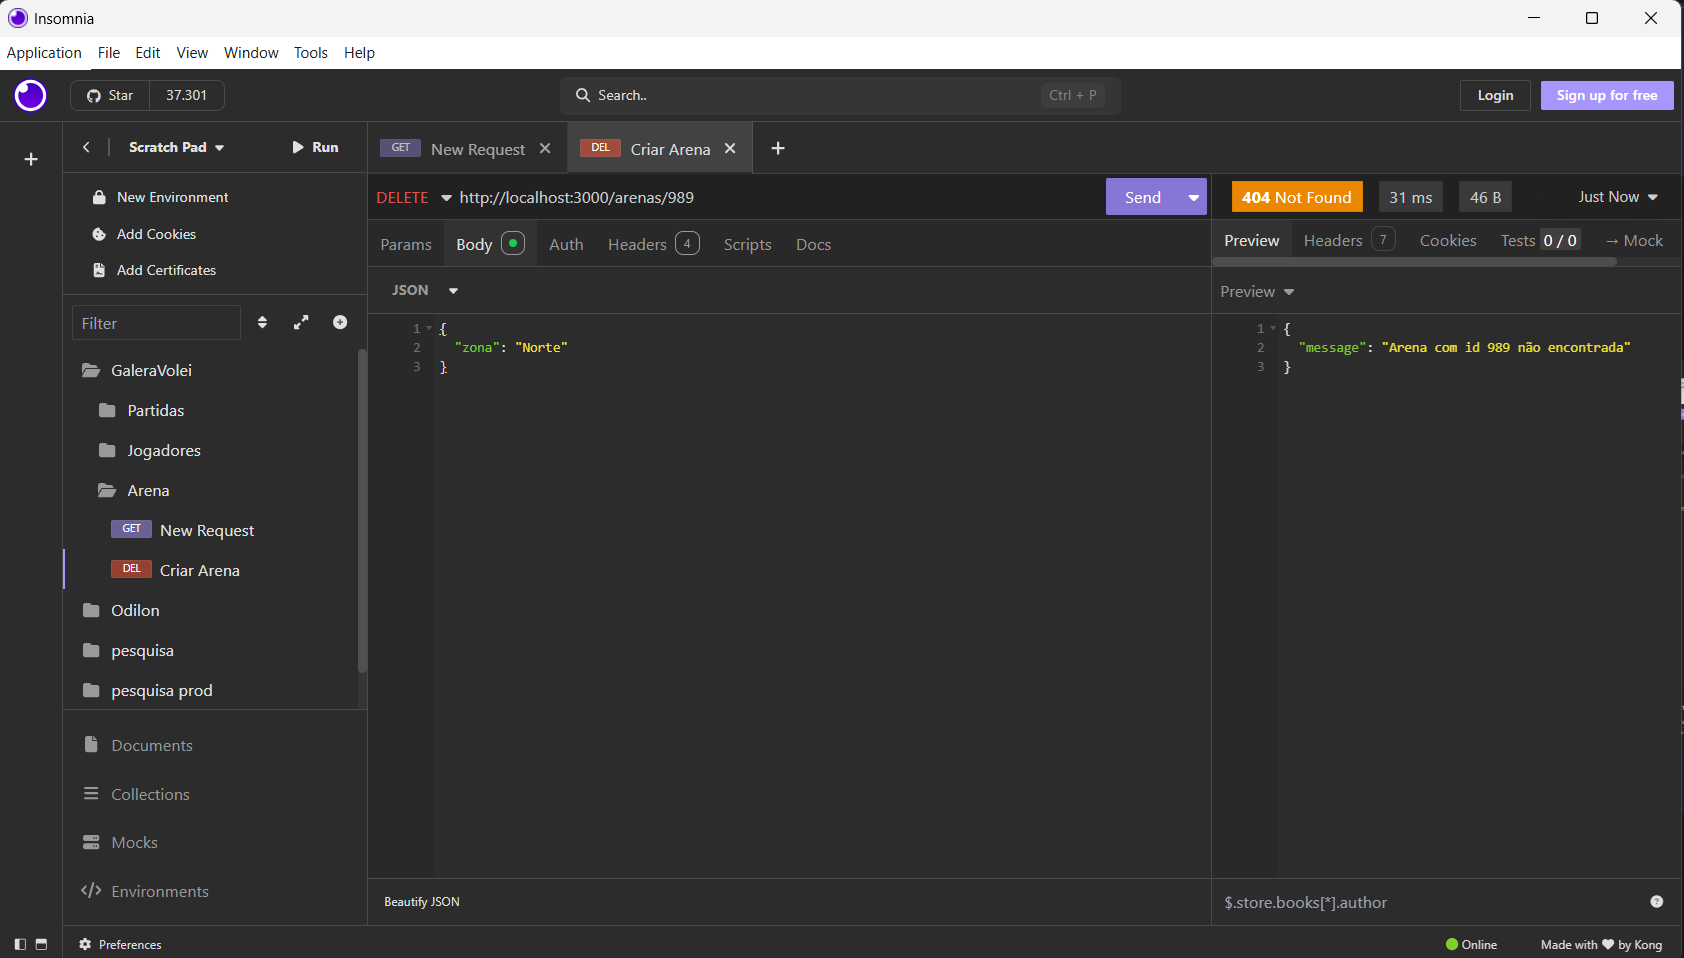 Insomnia
Application File Edit View Window Tools Help
Star 37.301 Search.. Ctrl + P Login Sign up for free
Scratch Pad Run
New Environment
Add Cookies
Add Certificates
Filter
GaleraVolei
Partidas
Jogadores
Arena
GET New Request
DEL Criar Arena
Odilon
pesquisa
pesquisa prod
Documents
Collections
Mocks
Environments
Preferences
GET New Request DEL Criar Arena
DELETE http://localhost:3000/arenas/989 Send
Params Body Auth Headers 4 Scripts Docs
JSON
1 {
2 "zona": "Norte"
3 }
Beautify JSON
404 Not Found 31 ms 46 B Just Now
Preview Headers 7 Cookies Tests 0 / 0 → Mock
Preview
1 {
2 "message": "Arena com id 989 não encontrada"
3 }
$.store.books[*].author
Online Made with ❤ by Kong